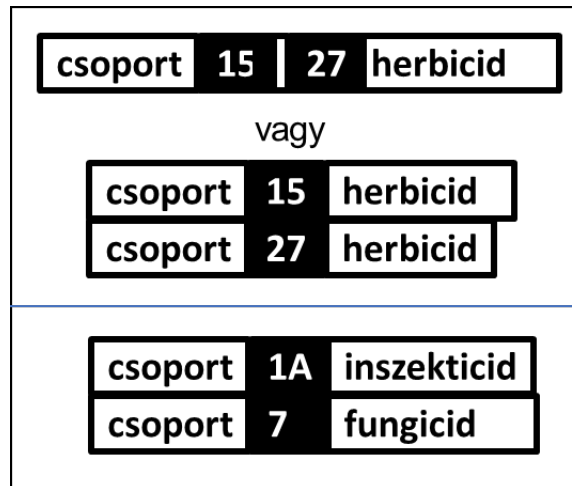 csoport 15 27 herbicid
vagy
csoport 15 herbicid
csoport 27 herbicid
csoport 1A inszekticid
csoport 7 fungicid